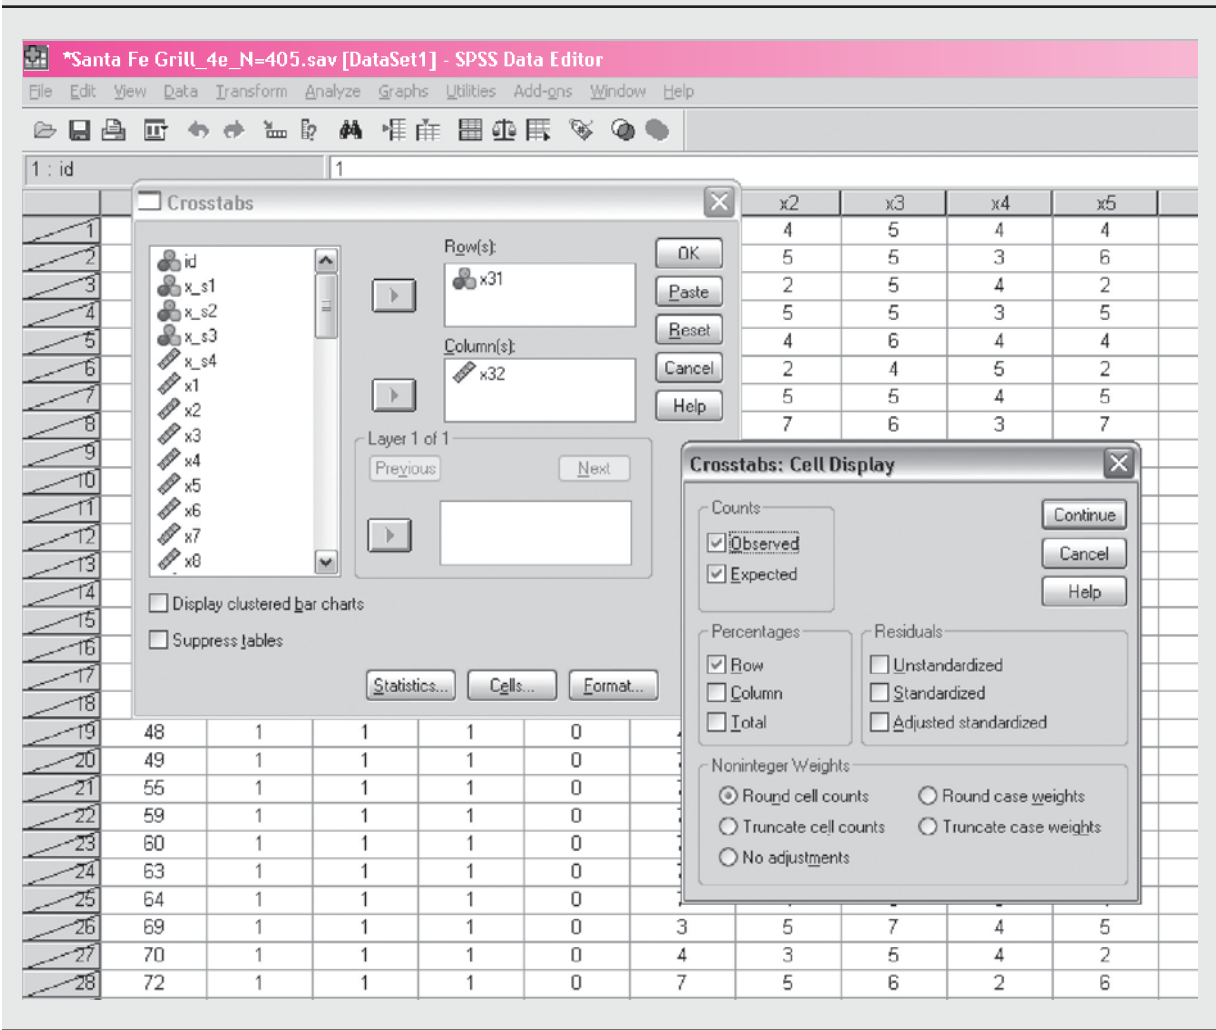 *Santa Fe Grill_4e_N=405.sav [DataSet1] - SPSS Data Editor
File Edit View Data Transform Analyze Graphs Utilities Add-ons Window Help
1 : id 1
x2 x3 x4 x5
Crosstabs
1 4 5 4 4
2 5 5 3 6
3 2 5 4 2
4 5 5 3 5
5 4 6 4 4
6 2 4 5 2
7 5 5 4 5
8 7 6 3 7
9
10
11
12
13
14
15
16
17
18
id
x_s1
x_s2
x_s3
x_s4
x1
x2
x3
x4
x5
x6
x7
x8
Row(s):
x31
Column(s):
x32
Layer 1 of 1
Previous Next
OK
Paste
Reset
Cancel
Help
Display clustered bar charts
Suppress tables
Statistics... Cells... Format...
Crosstabs: Cell Display
Counts
Observed
Expected
Continue
Cancel
Help
Percentages
Row
Column
Total
Residuals
Unstandardized
Standardized
Adjusted standardized
Noninteger Weights
Round cell counts Round case weights
Truncate cell counts Truncate case weights
No adjustments
19 48 1 1 1 0
20 49 1 1 1 0
21 55 1 1 1 0
22 59 1 1 1 0
23 60 1 1 1 0
24 63 1 1 1 0
25 64 1 1 1 0
26 69 1 1 1 0 3 5 7 4 5
27 70 1 1 1 0 4 3 5 4 2
28 72 1 1 1 0 7 5 6 2 6